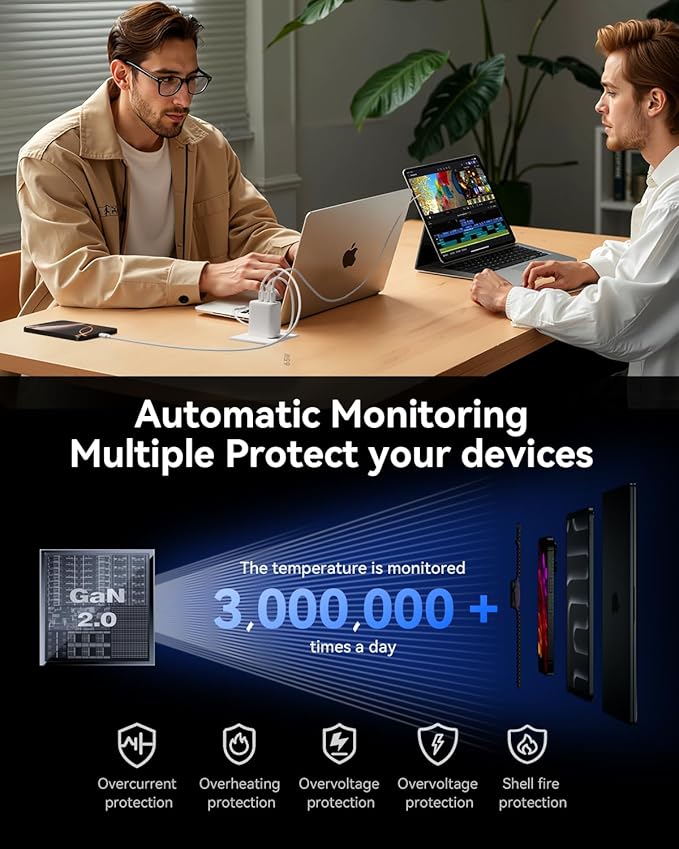 65W
Automatic Monitoring
Multiple Protect your devices
GaN
2.0
The temperature is monitored
3,000,000 +
times a day
Overcurrent
protection
Overheating
protection
Overvoltage
protection
Overvoltage
protection
Shell fire
protection